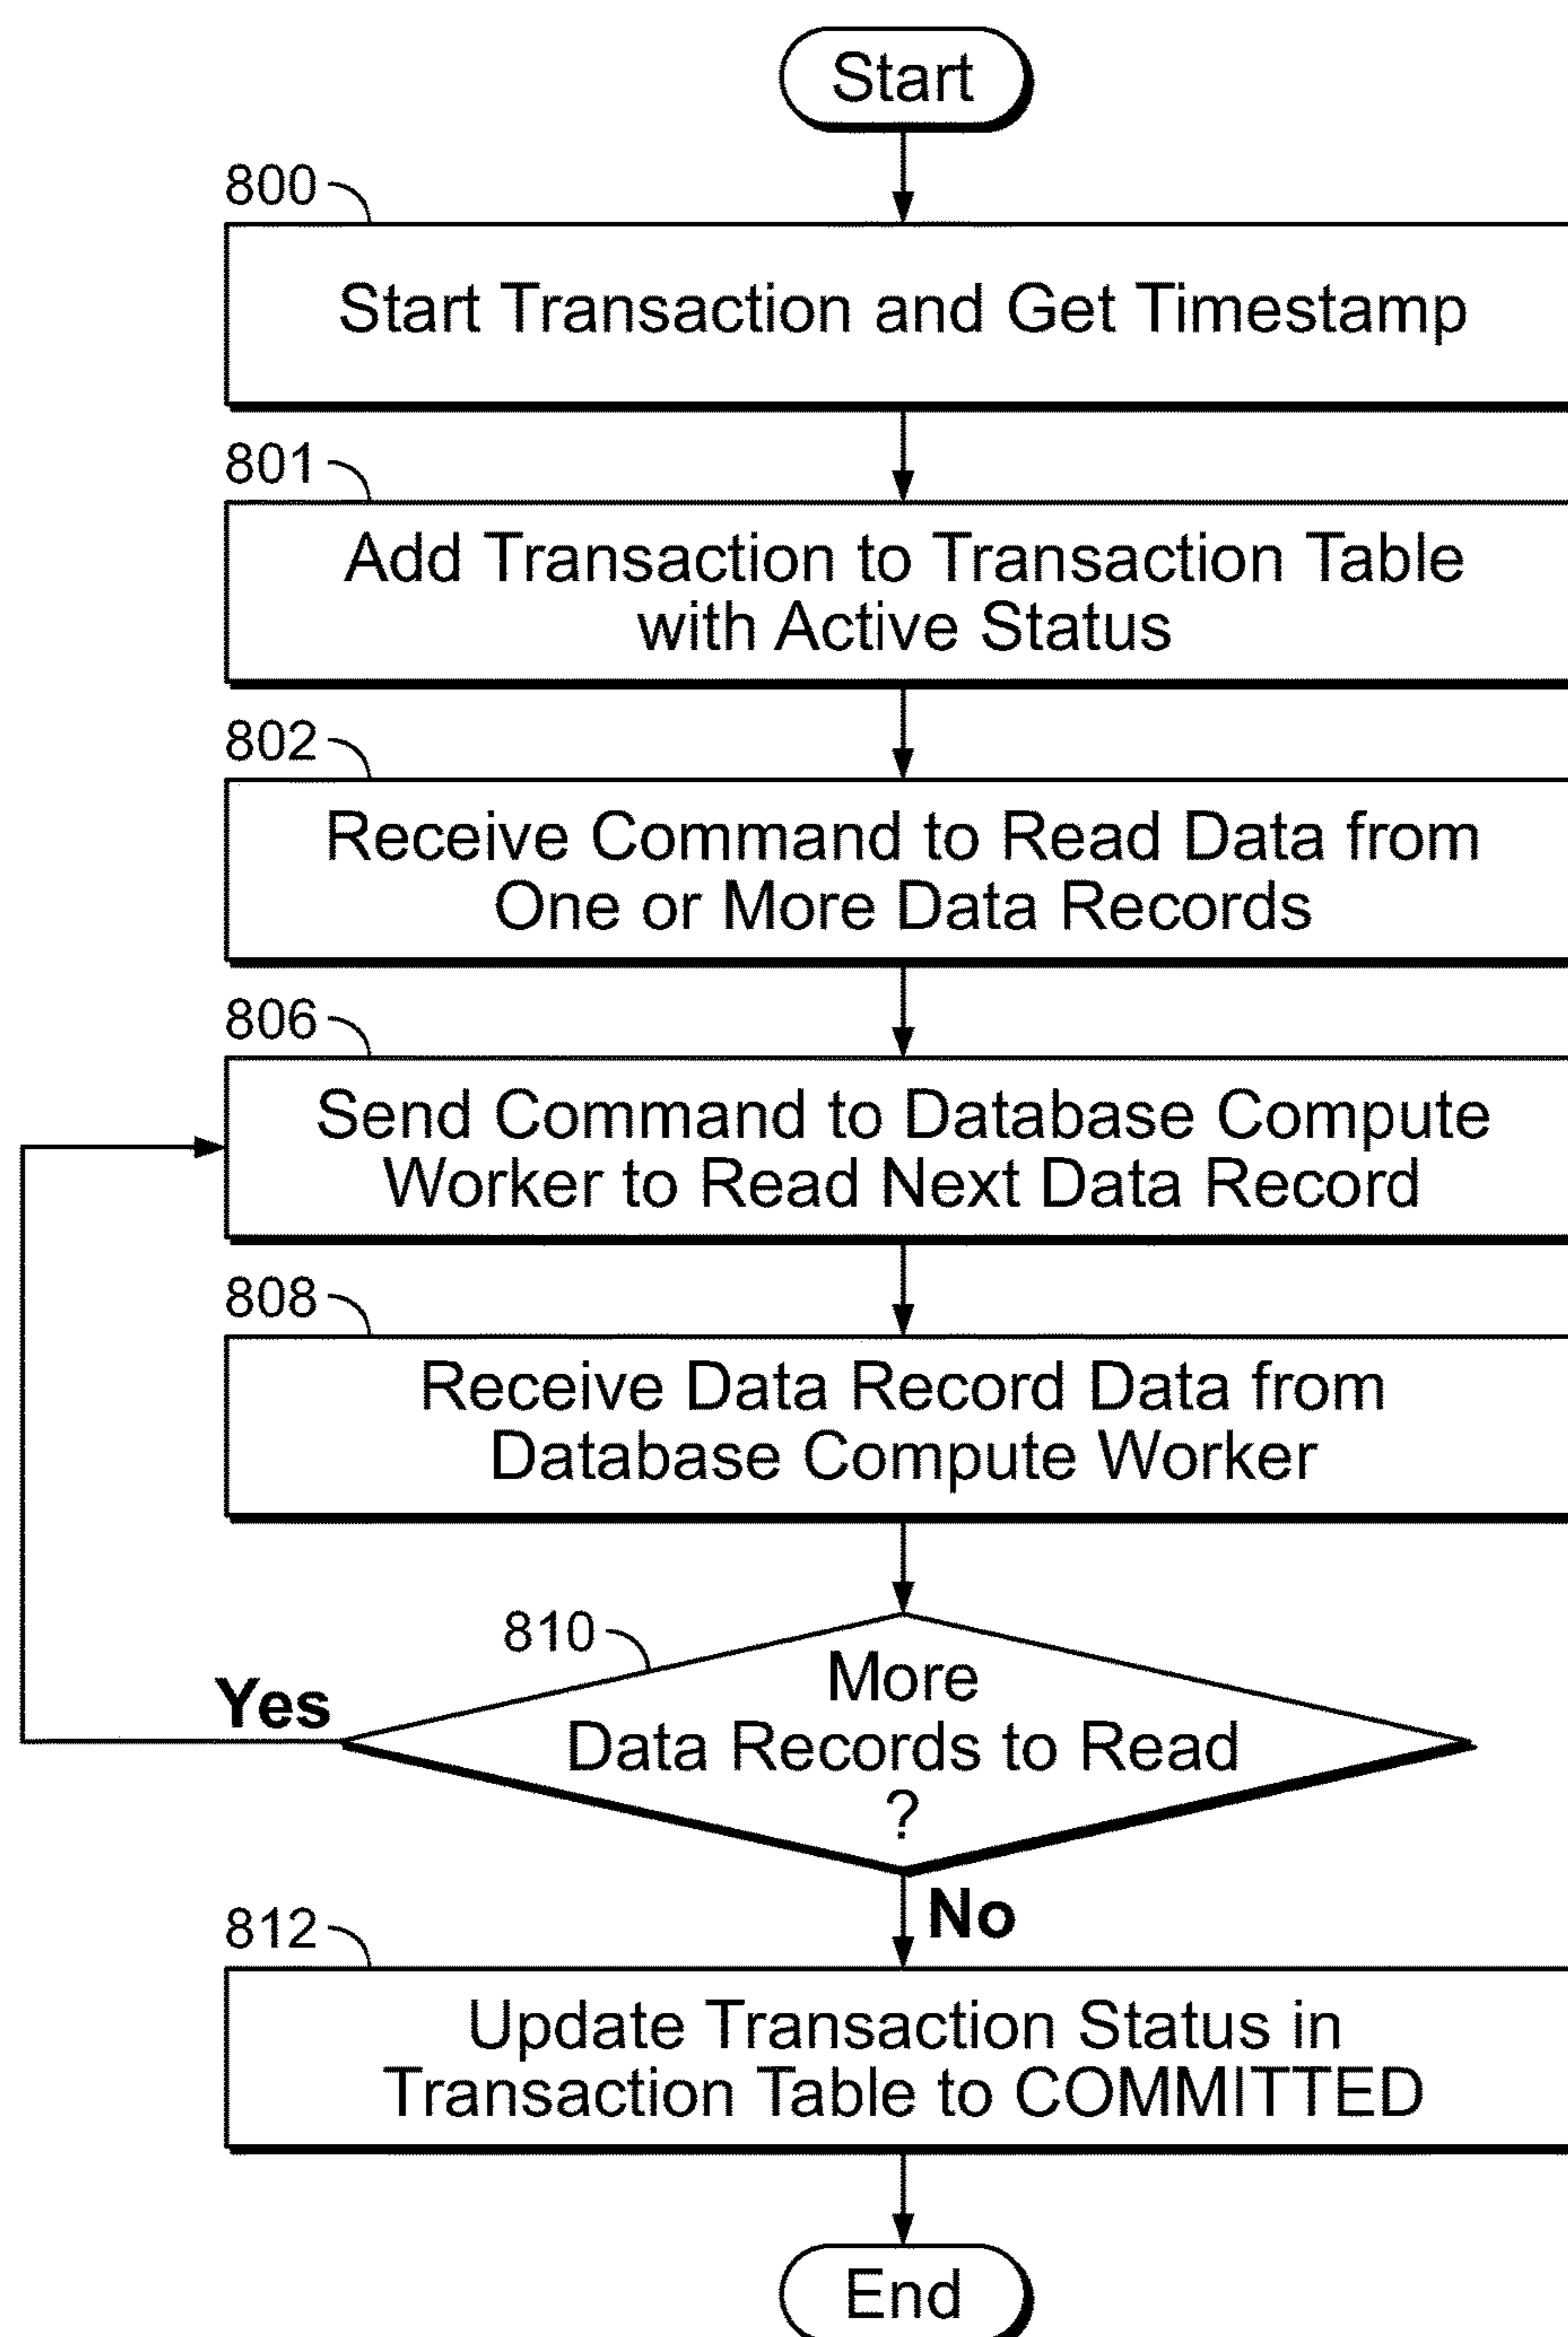 Start
800
Start Transaction and Get Timestamp
801
Add Transaction to Transaction Table
with Active Status
802
Receive Command to Read Data from
One or More Data Records
806
Send Command to Database Compute
Worker to Read Next Data Record
808
Receive Data Record Data from
Database Compute Worker
810
More
Data Records to Read
?
Yes
No
812
Update Transaction Status in
Transaction Table to COMMITTED
End